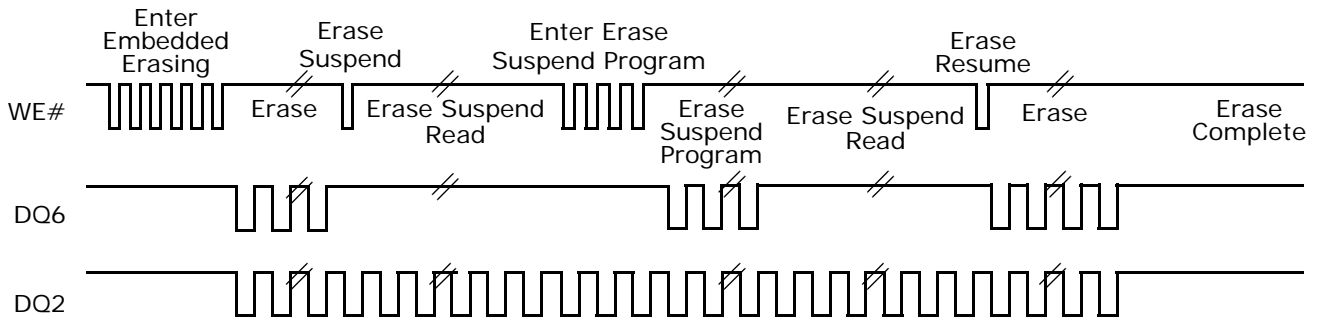 Enter
Embedded
Erasing
Erase
Suspend
Enter Erase
Suspend Program
Erase
Resume
WE#
Erase
Erase Suspend
Read
Erase
Suspend
Program
Erase Suspend
Read
Erase
Erase
Complete
DQ6
DQ2